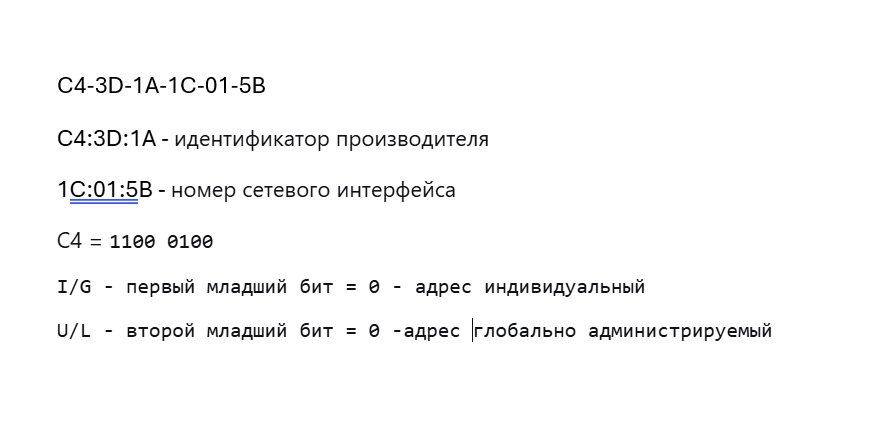 C4-3D-1A-1C-01-5B
C4:3D:1A - идентификатор производителя
1C:01:5B - номер сетевого интерфейса
C4 = 1100 0100
I/G - первый младший бит = 0 - адрес индивидуальный
U/L - второй младший бит = 0 -адрес глобально администрируемый